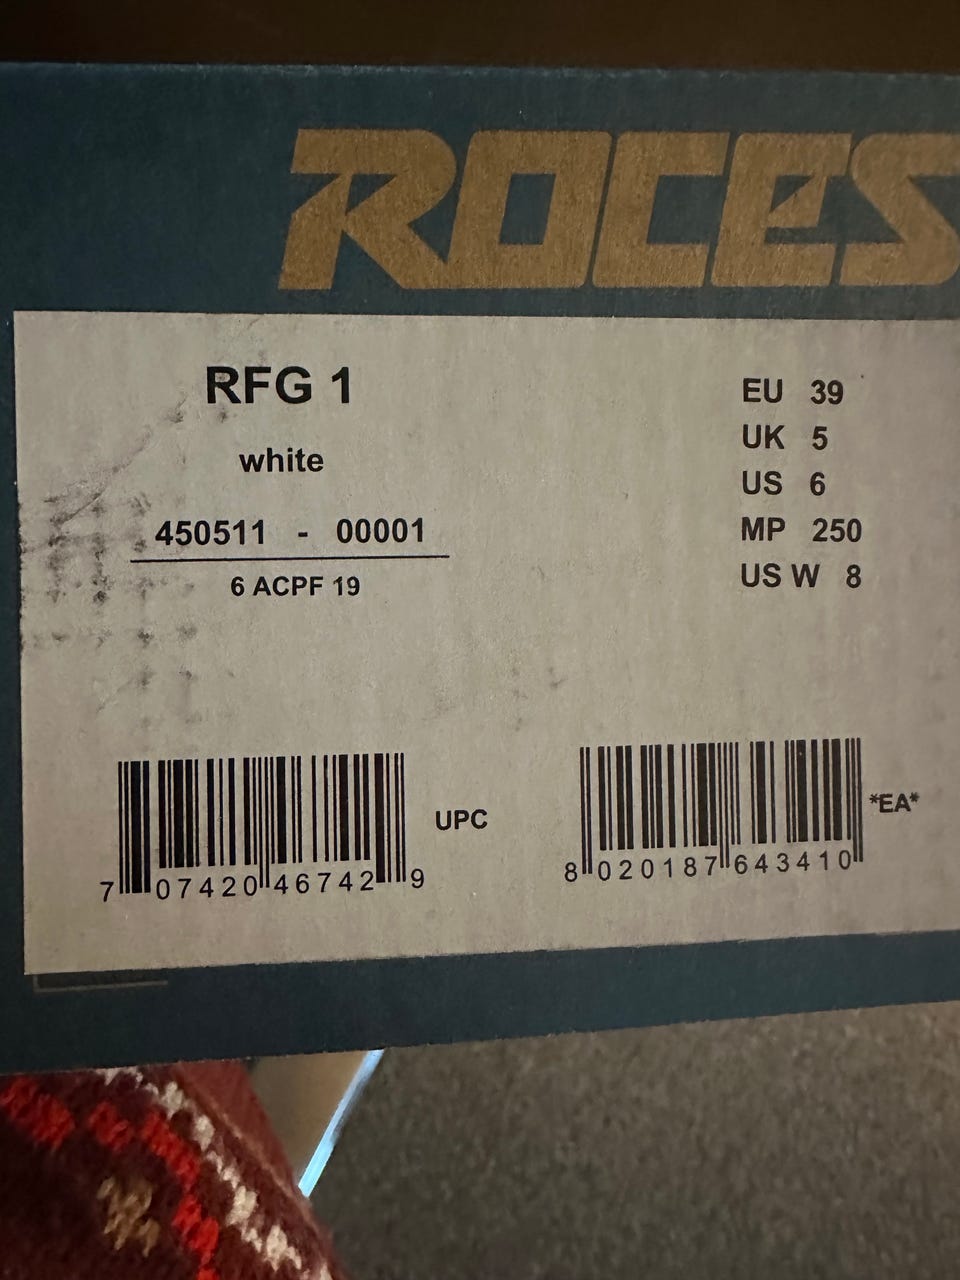 ROCES
RFG 1
white
450511 - 00001
6 ACPF 19
EU 39
UK 5
US 6
MP 250
US W 8
7 07420 46742 9
UPC
8 020187 643410
*EA*